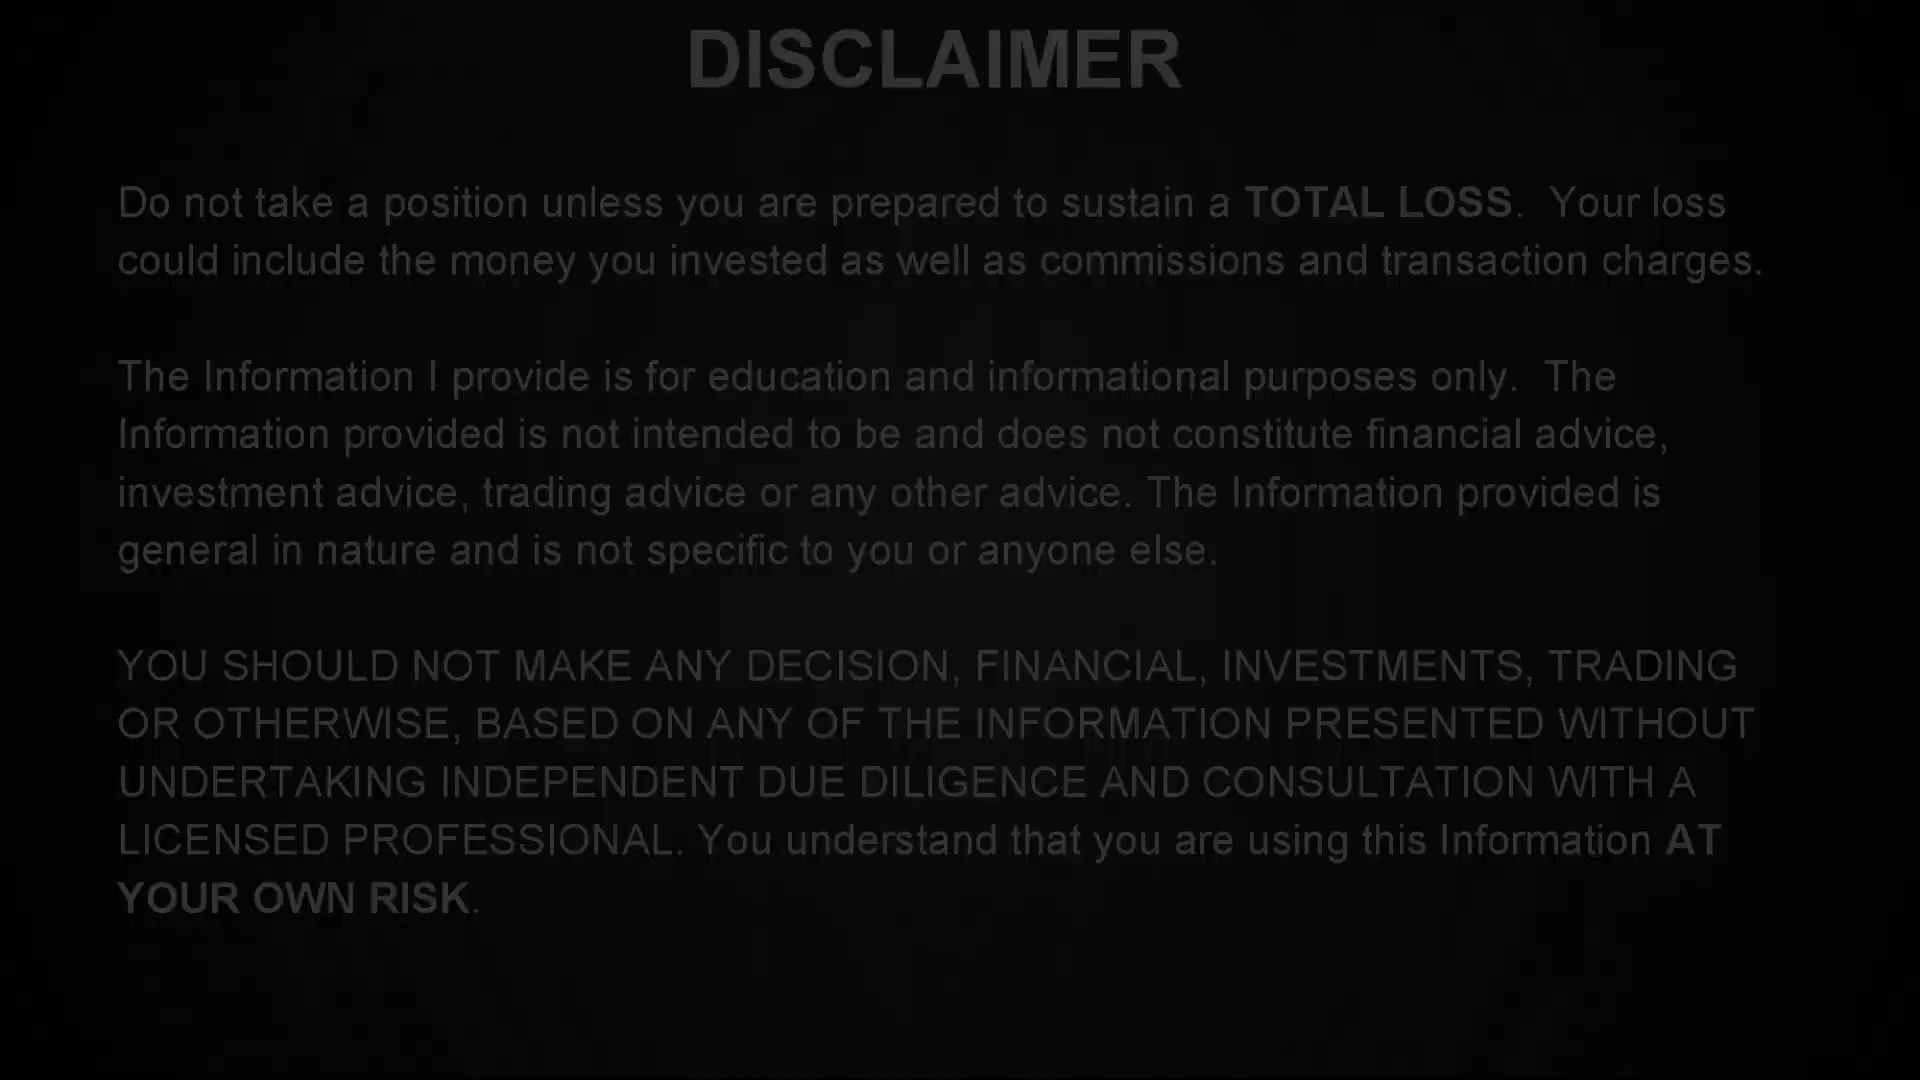 DISCLAIMER
Do not take a position unless you are prepared to sustain a TOTAL LOSS.  Your loss
could include the money you invested as well as commissions and transaction charges.
The Information I provide is for education and informational purposes only.  The
Information provided is not intended to be and does not constitute financial advice,
investment advice, trading advice or any other advice. The Information provided is
general in nature and is not specific to you or anyone else.
YOU SHOULD NOT MAKE ANY DECISION, FINANCIAL, INVESTMENTS, TRADING
OR OTHERWISE, BASED ON ANY OF THE INFORMATION PRESENTED WITHOUT
UNDERTAKING INDEPENDENT DUE DILIGENCE AND CONSULTATION WITH A
LICENSED PROFESSIONAL. You understand that you are using this Information AT
YOUR OWN RISK.